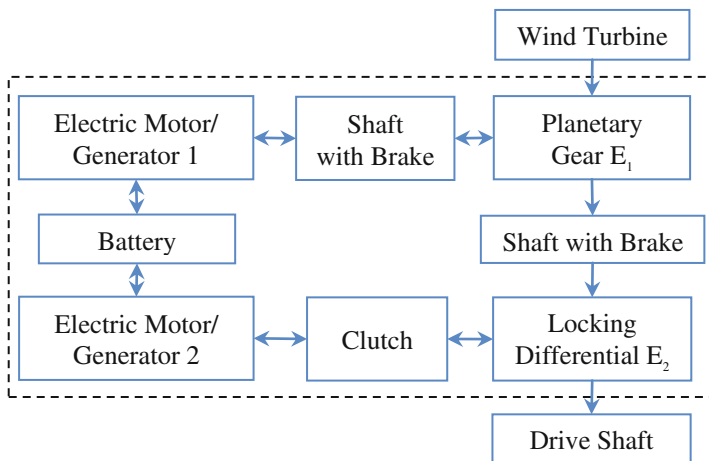 Wind Turbine
Electric Motor/
Generator 1
Shaft
with Brake
Planetary
Gear E₁
Battery
Shaft with Brake
Electric Motor/
Generator 2
Clutch
Locking
Differential E₂
Drive Shaft